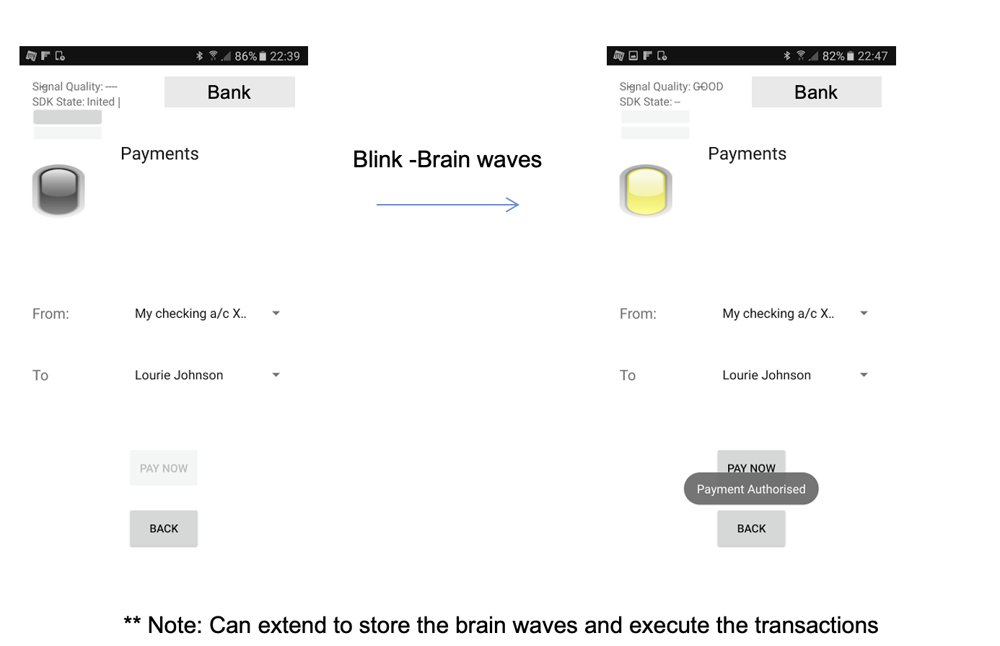 86% 22:39
Signal Quality: ----
SDK State: Inited |
Bank
Payments
From: My checking a/c X..
To Lourie Johnson
PAY NOW
BACK
Blink -Brain waves
82% 22:47
Signal Quality: GOOD
SDK State: --
Bank
Payments
From: My checking a/c X..
To Lourie Johnson
PAY NOW
Payment Authorised
BACK
** Note: Can extend to store the brain waves and execute the transactions